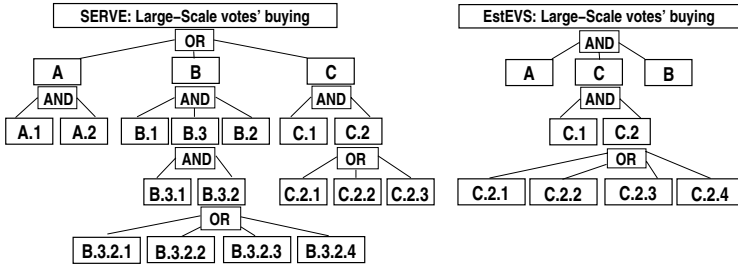 SERVE: Large-Scale votes' buying
EstEVS: Large-Scale votes' buying
OR
AND
A
B
C
A
C
B
AND
AND
AND
AND
A.1
A.2
B.1
B.3
B.2
C.1
C.2
C.1
C.2
AND
OR
OR
B.3.1
B.3.2
C.2.1
C.2.2
C.2.3
C.2.1
C.2.2
C.2.3
C.2.4
OR
B.3.2.1
B.3.2.2
B.3.2.3
B.3.2.4